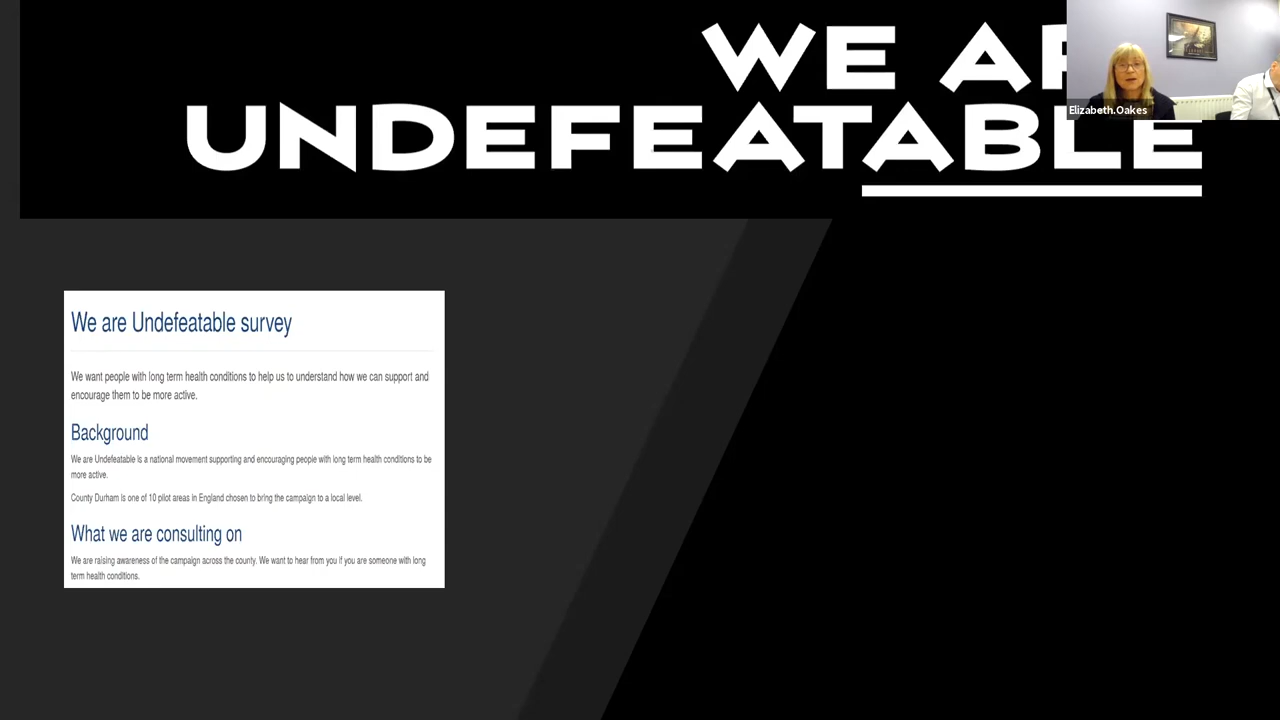 WE AR
UNDEFEATABLE
Elizabeth.Oakes
We are Undefeatable survey
We want people with long term health conditions to help us to understand how we can support and
encourage them to be more active.
Background
We are Undefeatable is a national movement supporting and encouraging people with long term health conditions to be
more active.
County Durham is one of 10 pilot areas in England chosen to bring the campaign to a local level.
What we are consulting on
We are raising awareness of the campaign across the county. We want to hear from you if you are someone with long
term health conditions.